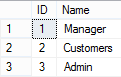 ID Name
1 1 Manager
2 2 Customers
3 3 Admin